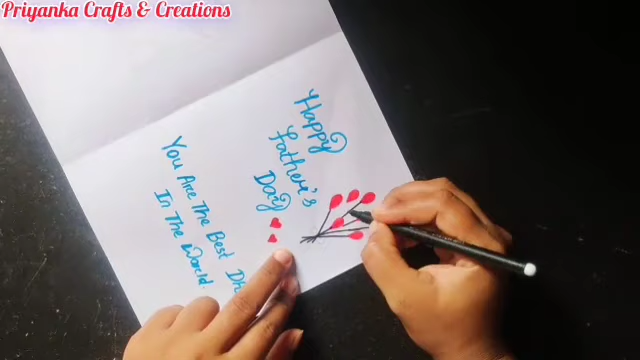 Priyanka Crafts & Creations
Happy
Father's
Day
You Are The Best
In The World.